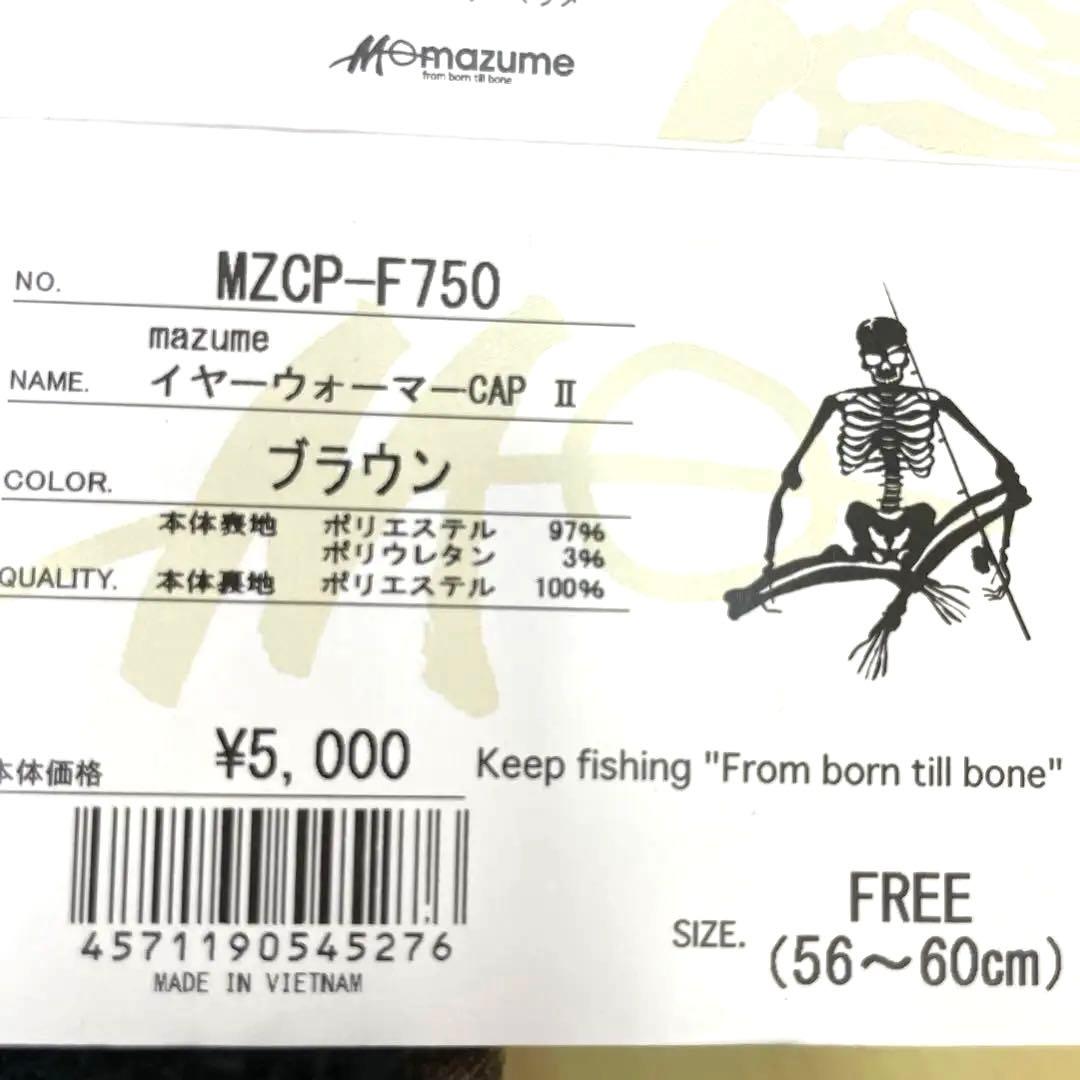 mazume
from born till bone
NO. MZCP-F750
mazume
NAME. イヤーウォーマーCAP Ⅱ
COLOR. ブラウン
本体表地 ポリエステル 97%
ポリウレタン 3%
QUALITY. 本体裏地 ポリエステル 100%
本体価格 ¥5,000
Keep fishing "From born till bone"
4571190545276
MADE IN VIETNAM
SIZE. FREE
(56～60cm)